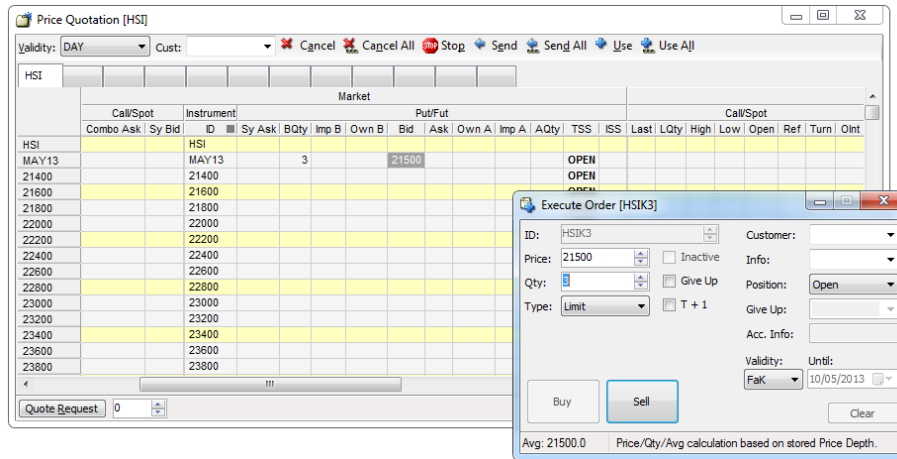 Price Quotation [HSI]
Validity: DAY Cust: Cancel Cancel All STOP Stop Send Send All Use Use All
HSI
Market
Call/Spot Instrument Put/Fut Call/Spot
Combo Ask Sy Bid ID Sy Ask BQty Imp B Own B Bid Ask Own A Imp A AQty TSS ISS Last LQty High Low Open Ref Turn OInt
HSI HSI
MAY13 MAY13 3 21500 OPEN
21400 21400 OPEN
21600 21600 OPEN
21800 21800
22000 22000
22200 22200
22400 22400
22600 22600
22800 22800
23000 23000
23200 23200
23400 23400
23600 23600
23800 23800
Quote Request 0
Execute Order [HSIK3]
ID: HSIK3 Customer:
Price: 21500 Inactive Info:
Qty: 3 Give Up Position: Open
Type: Limit T + 1 Give Up:
Acc. Info:
Validity: Until:
FaK 10/05/2013
Buy Sell Clear
Avg: 21500.0 Price/Qty/Avg calculation based on stored Price Depth.